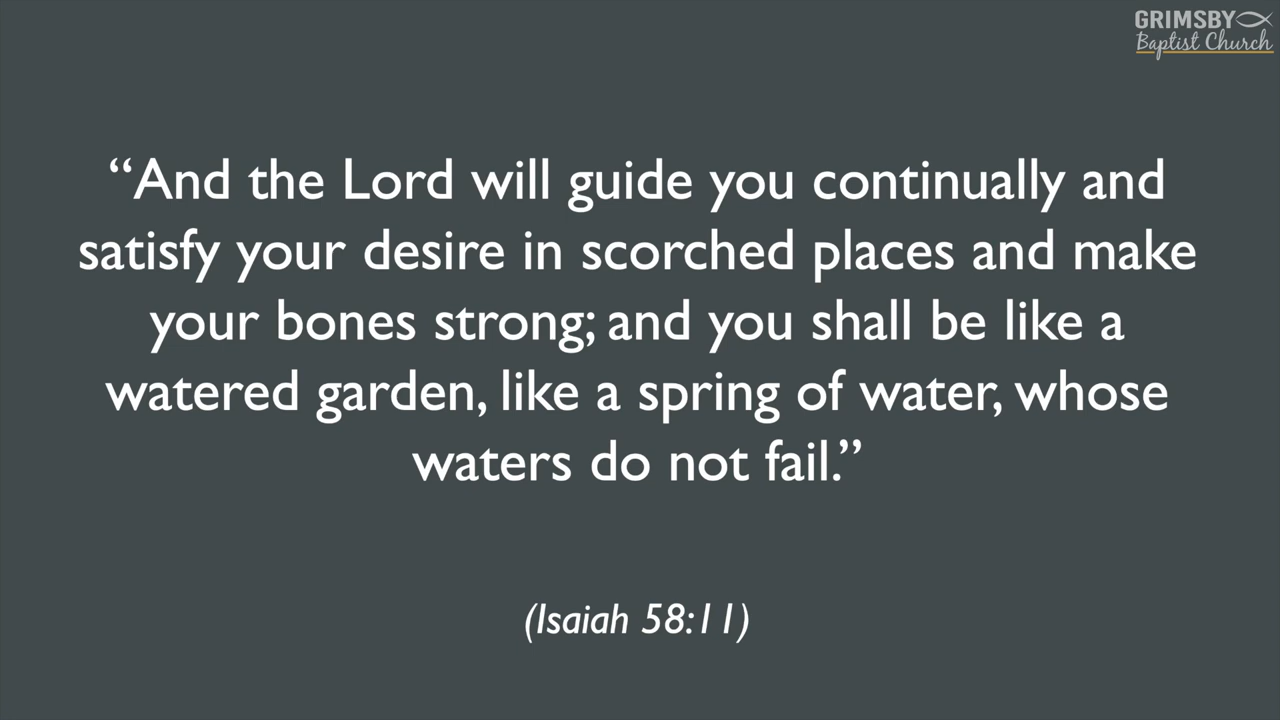 GRIMSBY
Baptist Church
“And the Lord will guide you continually and
satisfy your desire in scorched places and make
your bones strong; and you shall be like a
watered garden, like a spring of water, whose
waters do not fail.”
(Isaiah 58:11)